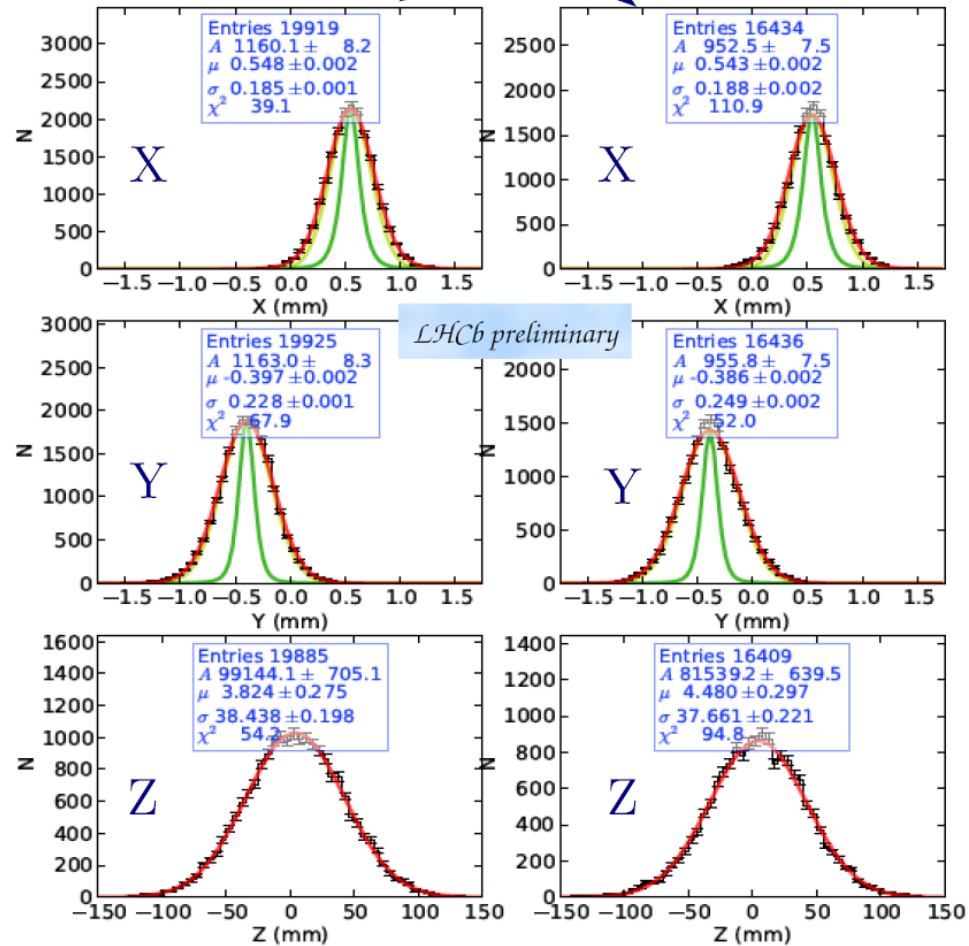 Entries 19919
A 1160.1 ± 8.2
μ 0.548 ± 0.002
σ 0.185 ± 0.001
χ² 39.1
3500
3000
2500
2000
1500
1000
500
0
N
X
−1.5 −1.0 −0.5 0.0 0.5 1.0 1.5
X (mm)
Entries 16434
A 952.5 ± 7.5
μ 0.543 ± 0.002
σ 0.188 ± 0.002
χ² 110.9
2500
2000
1500
1000
500
0
N
X
−1.5 −1.0 −0.5 0.0 0.5 1.0 1.5
X (mm)
LHCb preliminary
Entries 19925
A 1163.0 ± 8.3
μ -0.397 ± 0.002
σ 0.228 ± 0.001
χ² 67.9
3000
2500
2000
1500
1000
500
0
N
Y
−1.5 −1.0 −0.5 0.0 0.5 1.0 1.5
Y (mm)
Entries 16436
A 955.8 ± 7.5
μ -0.386 ± 0.002
σ 0.249 ± 0.002
χ² 52.0
2000
1500
1000
500
0
N
Y
−1.5 −1.0 −0.5 0.0 0.5 1.0 1.5
Y (mm)
Entries 19885
A 99144.1 ± 705.1
μ 3.824 ± 0.275
σ 38.438 ± 0.198
χ² 54.2
1600
1400
1200
1000
800
600
400
200
0
N
Z
−150 −100 −50 0 50 100 150
Z (mm)
Entries 16409
A 81539.2 ± 639.5
μ 4.480 ± 0.297
σ 37.661 ± 0.221
χ² 94.8
1400
1200
1000
800
600
400
200
0
N
Z
−150 −100 −50 0 50 100 150
Z (mm)